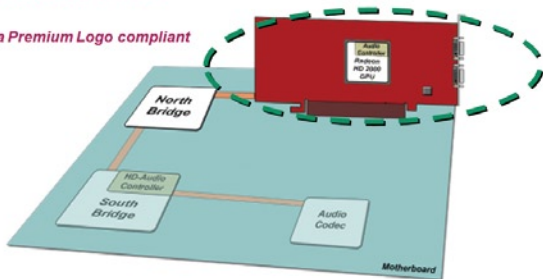 Premium Logo compliant
Audio
Controller
Radeon
HD 2000
GPU
North
Bridge
HD-Audio
Controller
South
Bridge
Audio
Codec
Motherboard